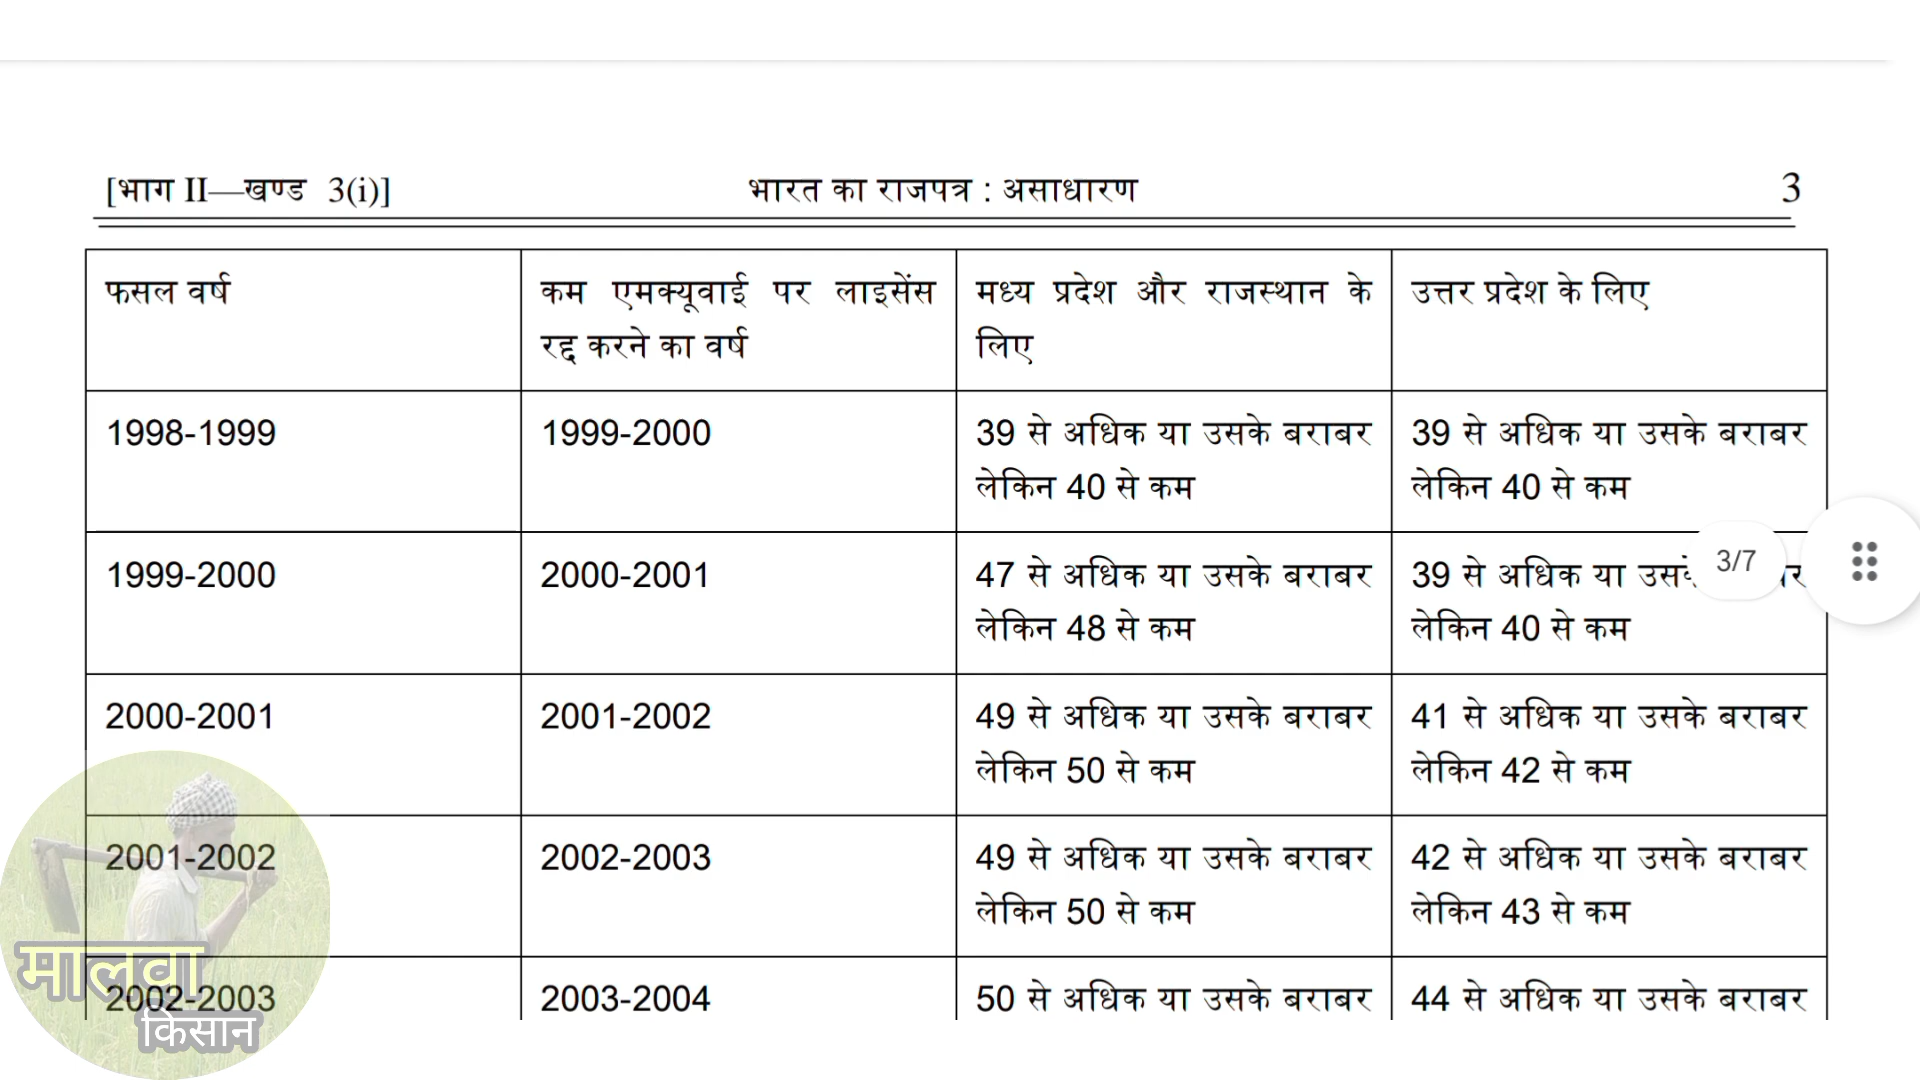 [भाग II—खण्ड 3(i)] भारत का राजपत्र : असाधारण 3
फसल वर्ष
कम एमक्यूवाई पर लाइसेंस
रद्द करने का वर्ष
मध्य प्रदेश और राजस्थान के
लिए
उत्तर प्रदेश के लिए
1998-1999
1999-2000
39 से अधिक या उसके बराबर
लेकिन 40 से कम
39 से अधिक या उसके बराबर
लेकिन 40 से कम
1999-2000
2000-2001
47 से अधिक या उसके बराबर
लेकिन 48 से कम
39 से अधिक या
लेकिन 40 से कम
3/7
2000-2001
2001-2002
49 से अधिक या उसके बराबर
लेकिन 50 से कम
41 से अधिक या उसके बराबर
लेकिन 42 से कम
2001-2002
2002-2003
49 से अधिक या उसके बराबर
लेकिन 50 से कम
42 से अधिक या उसके बराबर
लेकिन 43 से कम
2002-2003
2003-2004
50 से अधिक या उसके बराबर
44 से अधिक या उसके बराबर
मालवा
किसान